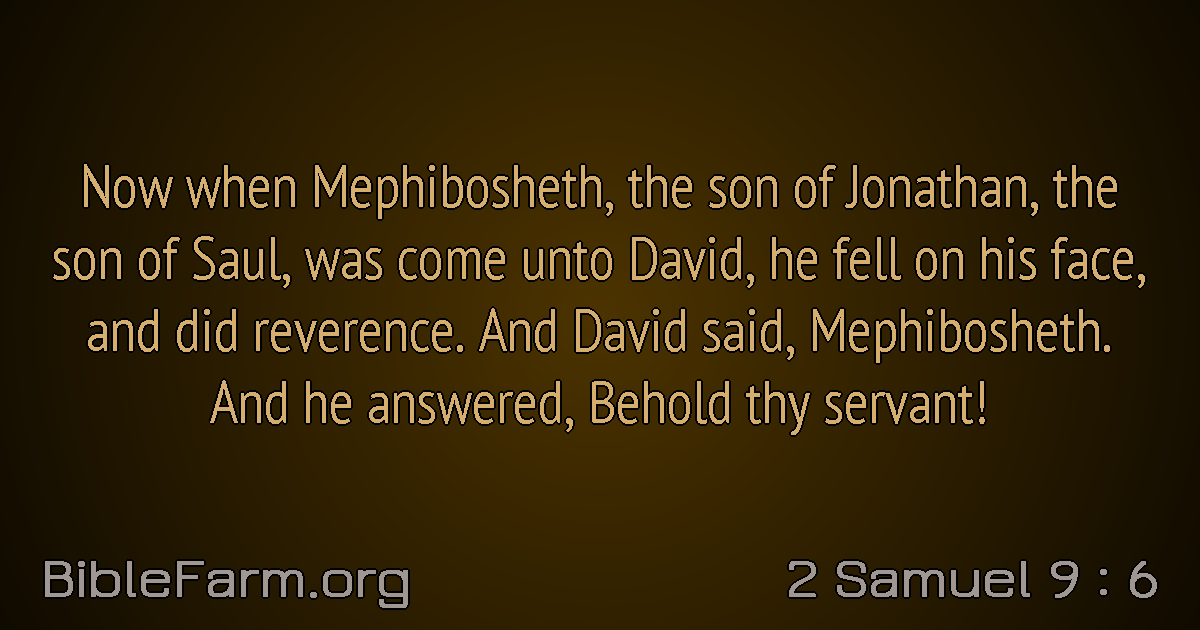 Now when Mephibosheth, the son of Jonathan, the
son of Saul, was come unto David, he fell on his face,
and did reverence. And David said, Mephibosheth.
And he answered, Behold thy servant!
BibleFarm.org
2 Samuel 9 : 6